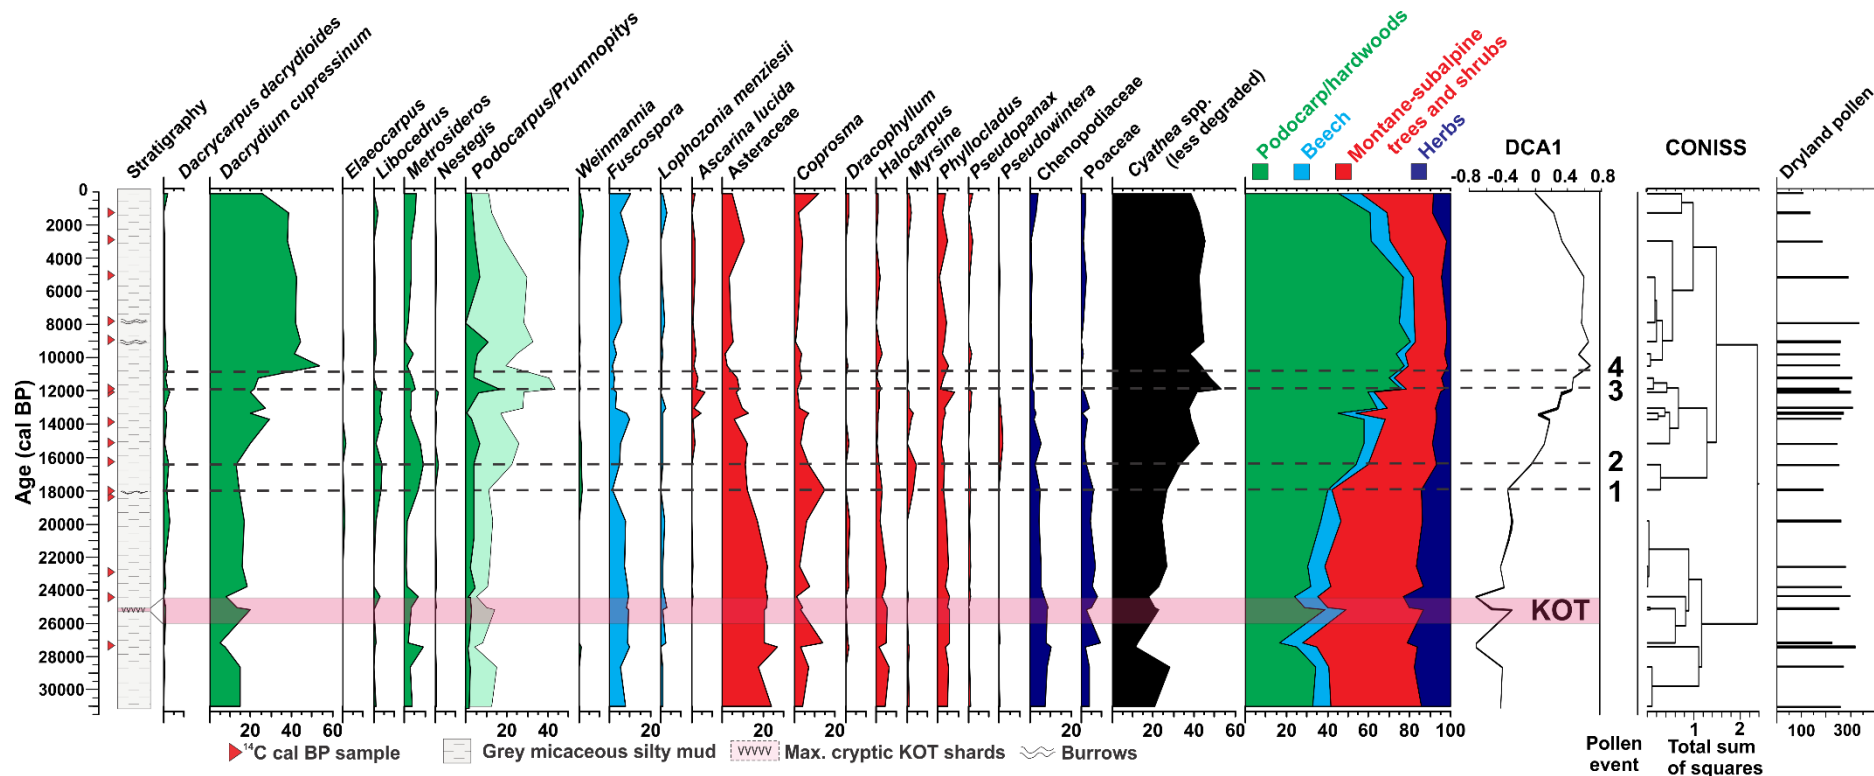 Stratigraphy
Dacrycarpus dacrydioides
Dacrydium cupressinum
Elaeocarpus
Libocedrus
Metrosideros
Nestegis
Podocarpus/Prumnopitys
Weinmannia
Fuscospora
Lophozonia menziesii
Ascarina lucida
Asteraceae
Coprosma
Dracophyllum
Halocarpus
Myrsine
Phyllocladus
Pseudopanax
Pseudowintera
Chenopodiaceae
Poaceae
Cyathea spp.
(less degraded)
Podocarp/hardwoods
Beech
Montane-subalpine
trees and shrubs
Herbs
DCA1
-0.8 -0.4 0 0.4 0.8
CONISS
Dryland pollen
Age (cal BP)
0
2000
4000
6000
8000
10000
12000
14000
16000
18000
20000
22000
24000
26000
28000
30000
4
3
2
1
KOT
20 40 60
20 40
20
20
20
20
20
20 40 60
20 40 60 80 100
Pollen
event
1 2
Total sum
of squares
100 300
14C cal BP sample
Grey micaceous silty mud
Max. cryptic KOT shards
Burrows